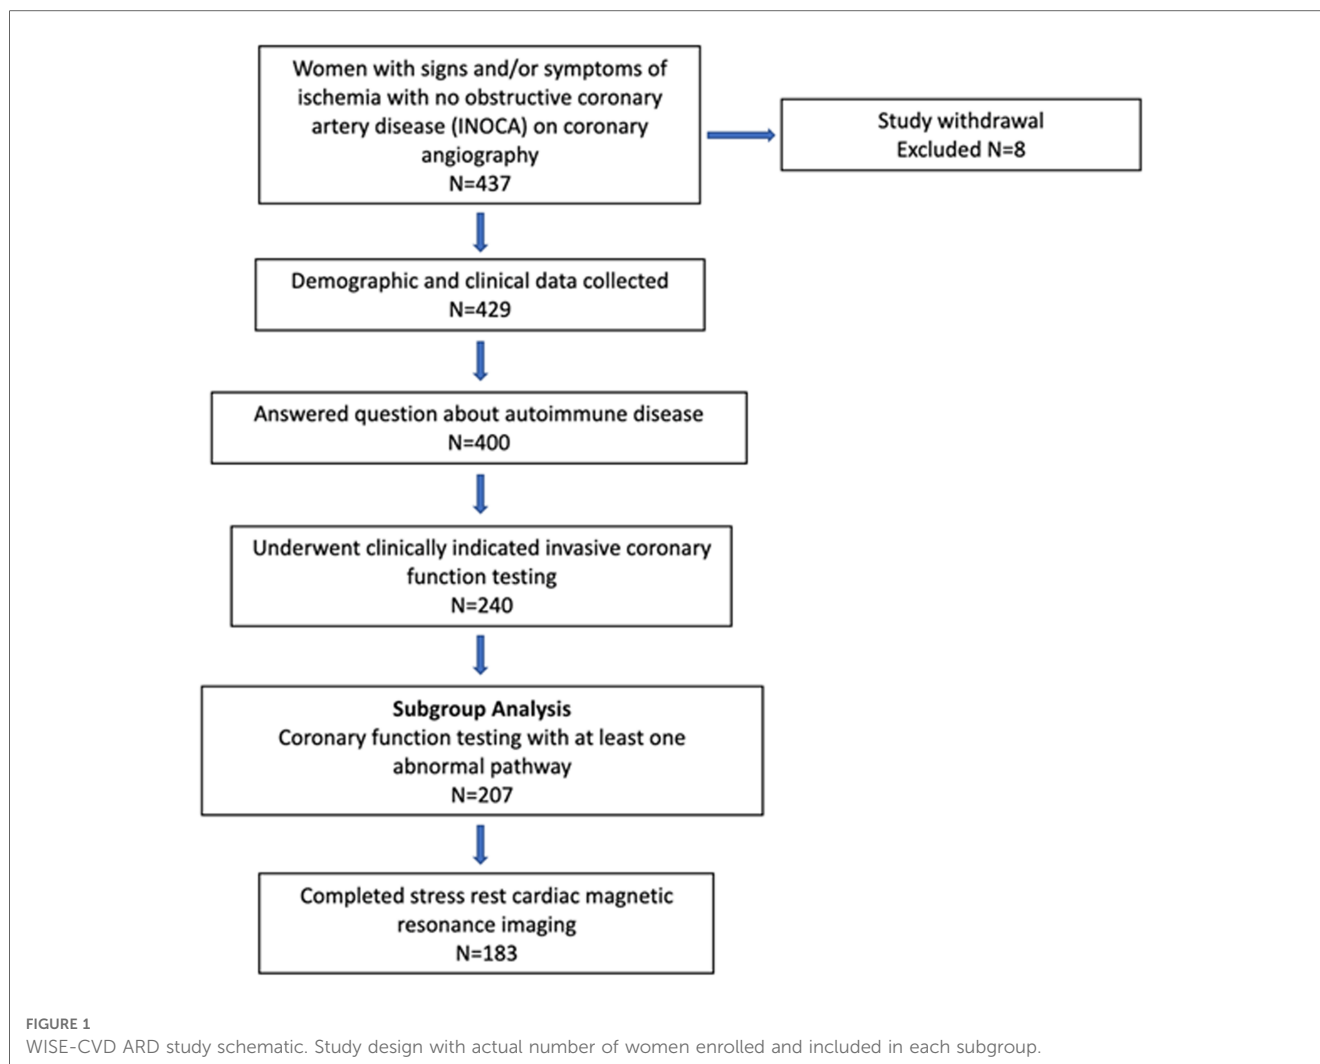 Women with signs and/or symptoms of
ischemia with no obstructive coronary
artery disease (INOCA) on coronary
angiography
N=437
Study withdrawal
Excluded N=8
Demographic and clinical data collected
N=429
Answered question about autoimmune disease
N=400
Underwent clinically indicated invasive coronary
function testing
N=240
Subgroup Analysis
Coronary function testing with at least one
abnormal pathway
N=207
Completed stress rest cardiac magnetic
resonance imaging
N=183
FIGURE 1
WISE-CVD ARD study schematic. Study design with actual number of women enrolled and included in each subgroup.